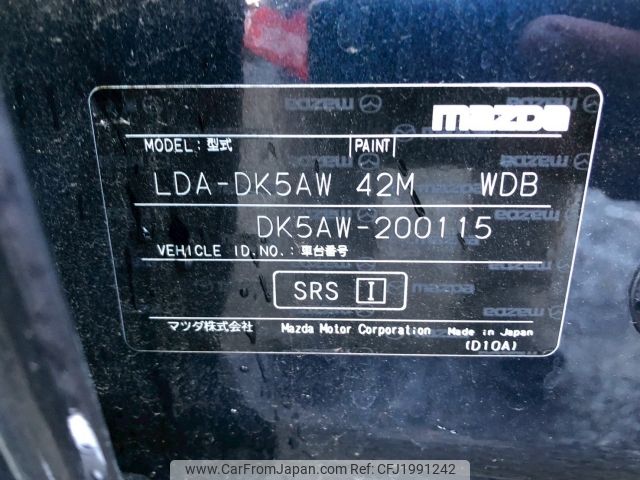 mazda
MODEL: 型式 PAINT
LDA-DK5AW 42M WDB
DK5AW-200115
VEHICLE ID.NO.: 車台番号
SRS I
マツダ株式会社 Mazda Motor Corporation Made in Japan
(D10A)
www.CarFromJapan.com - CFJ1991242